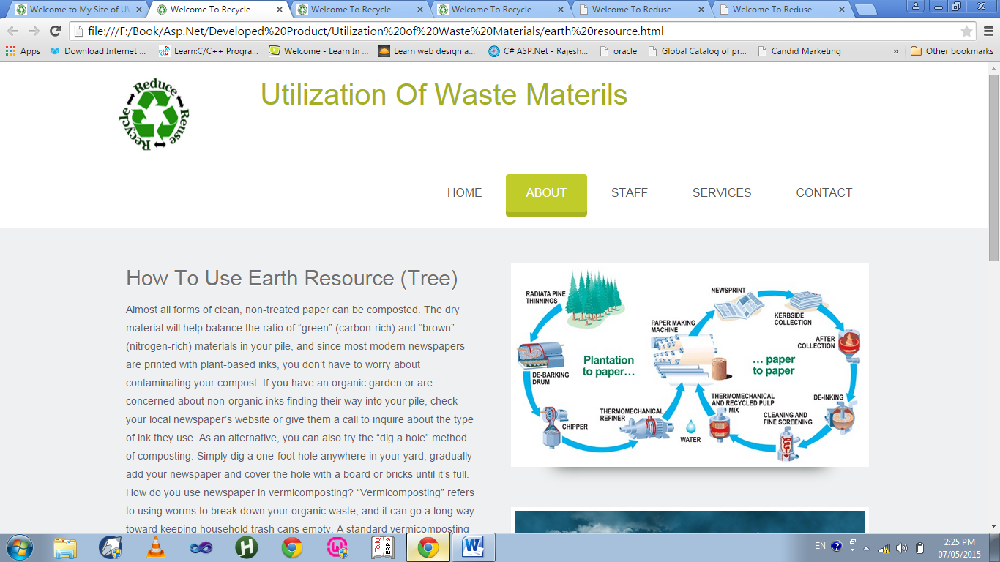 Welcome to My Site of UW
Welcome To Recycle
Welcome To Recycle
Welcome To Recycle
Welcome To Reduse
Welcome To Reduse
file:///F:/Book/Asp.Net/Developed%20Product/Utilization%20of%20Waste%20Materials/earth%20resource.html
Apps
Download Internet ...
Learn:C/C++ Progra...
Welcome - Learn In ...
Learn web design a...
C# ASP.Net - Rajesh...
oracle
Global Catalog of pr...
Candid Marketing
»
Other bookmarks
Reduce
Reuse
Recycle
Utilization Of Waste Materils
HOME
ABOUT
STAFF
SERVICES
CONTACT
How To Use Earth Resource (Tree)
Almost all forms of clean, non-treated paper can be composted. The dry
material will help balance the ratio of “green” (carbon-rich) and “brown”
(nitrogen-rich) materials in your pile, and since most modern newspapers
are printed with plant-based inks, you don’t have to worry about
contaminating your compost. If you have an organic garden or are
concerned about non-organic inks finding their way into your pile, check
your local newspaper’s website or give them a call to inquire about the type
of ink they use. As an alternative, you can also try the “dig a hole” method
of composting. Simply dig a one-foot hole anywhere in your yard, gradually
add your newspaper and cover the hole with a board or bricks until it’s full.
How do you use newspaper in vermicomposting? “Vermicomposting” refers
to using worms to break down your organic waste, and it can go a long way
toward keeping household trash cans empty. A standard vermicomposting
RADIATA PINE
THINNINGS
DE-BARKING
DRUM
CHIPPER
THERMOMECHANICAL
REFINER
Plantation
to paper...
PAPER MAKING
MACHINE
WATER
NEWSPRINT
KERBSIDE
COLLECTION
AFTER
COLLECTION
... paper
to paper
DE-INKING
CLEANING AND
FINE SCREENING
THERMOMECHANICAL
AND RECYCLED PULP
MIX
Tally
ERP 9
EN
2:25 PM
07/05/2015